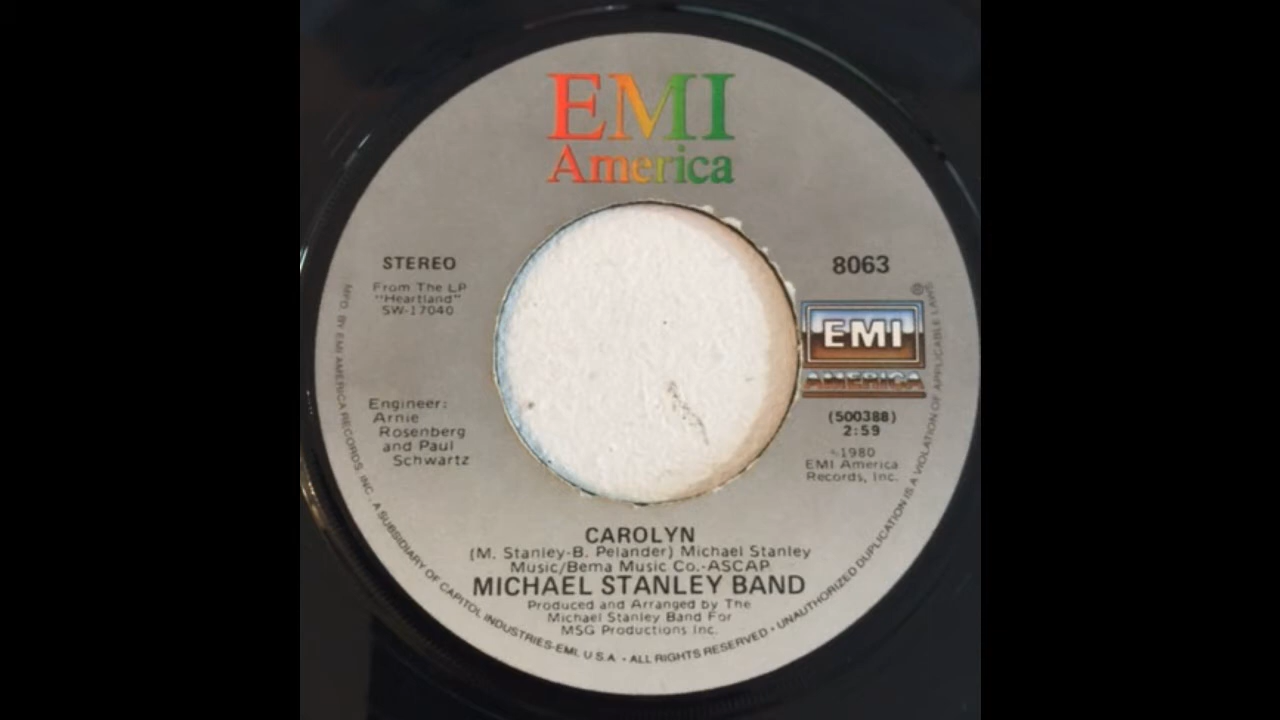 EMI
America
STEREO
From The LP
"Heartland"
SW-17040
8063
EMI
AMERICA
Engineer:
Arnie
Rosenberg
and Paul
Schwartz
(500388)
2:59
℗1980
EMI America
Records, Inc.
CAROLYN
(M. Stanley-B. Pelander) Michael Stanley
Music/Bema Music Co.-ASCAP
MICHAEL STANLEY BAND
Produced and Arranged by The
Michael Stanley Band For
MSG Productions Inc.
MFD. BY EMI AMERICA RECORDS, INC., A SUBSIDIARY OF CAPITOL INDUSTRIES-EMI, U.S.A. • ALL RIGHTS RESERVED • UNAUTHORIZED DUPLICATION IS A VIOLATION OF APPLICABLE LAWS ®